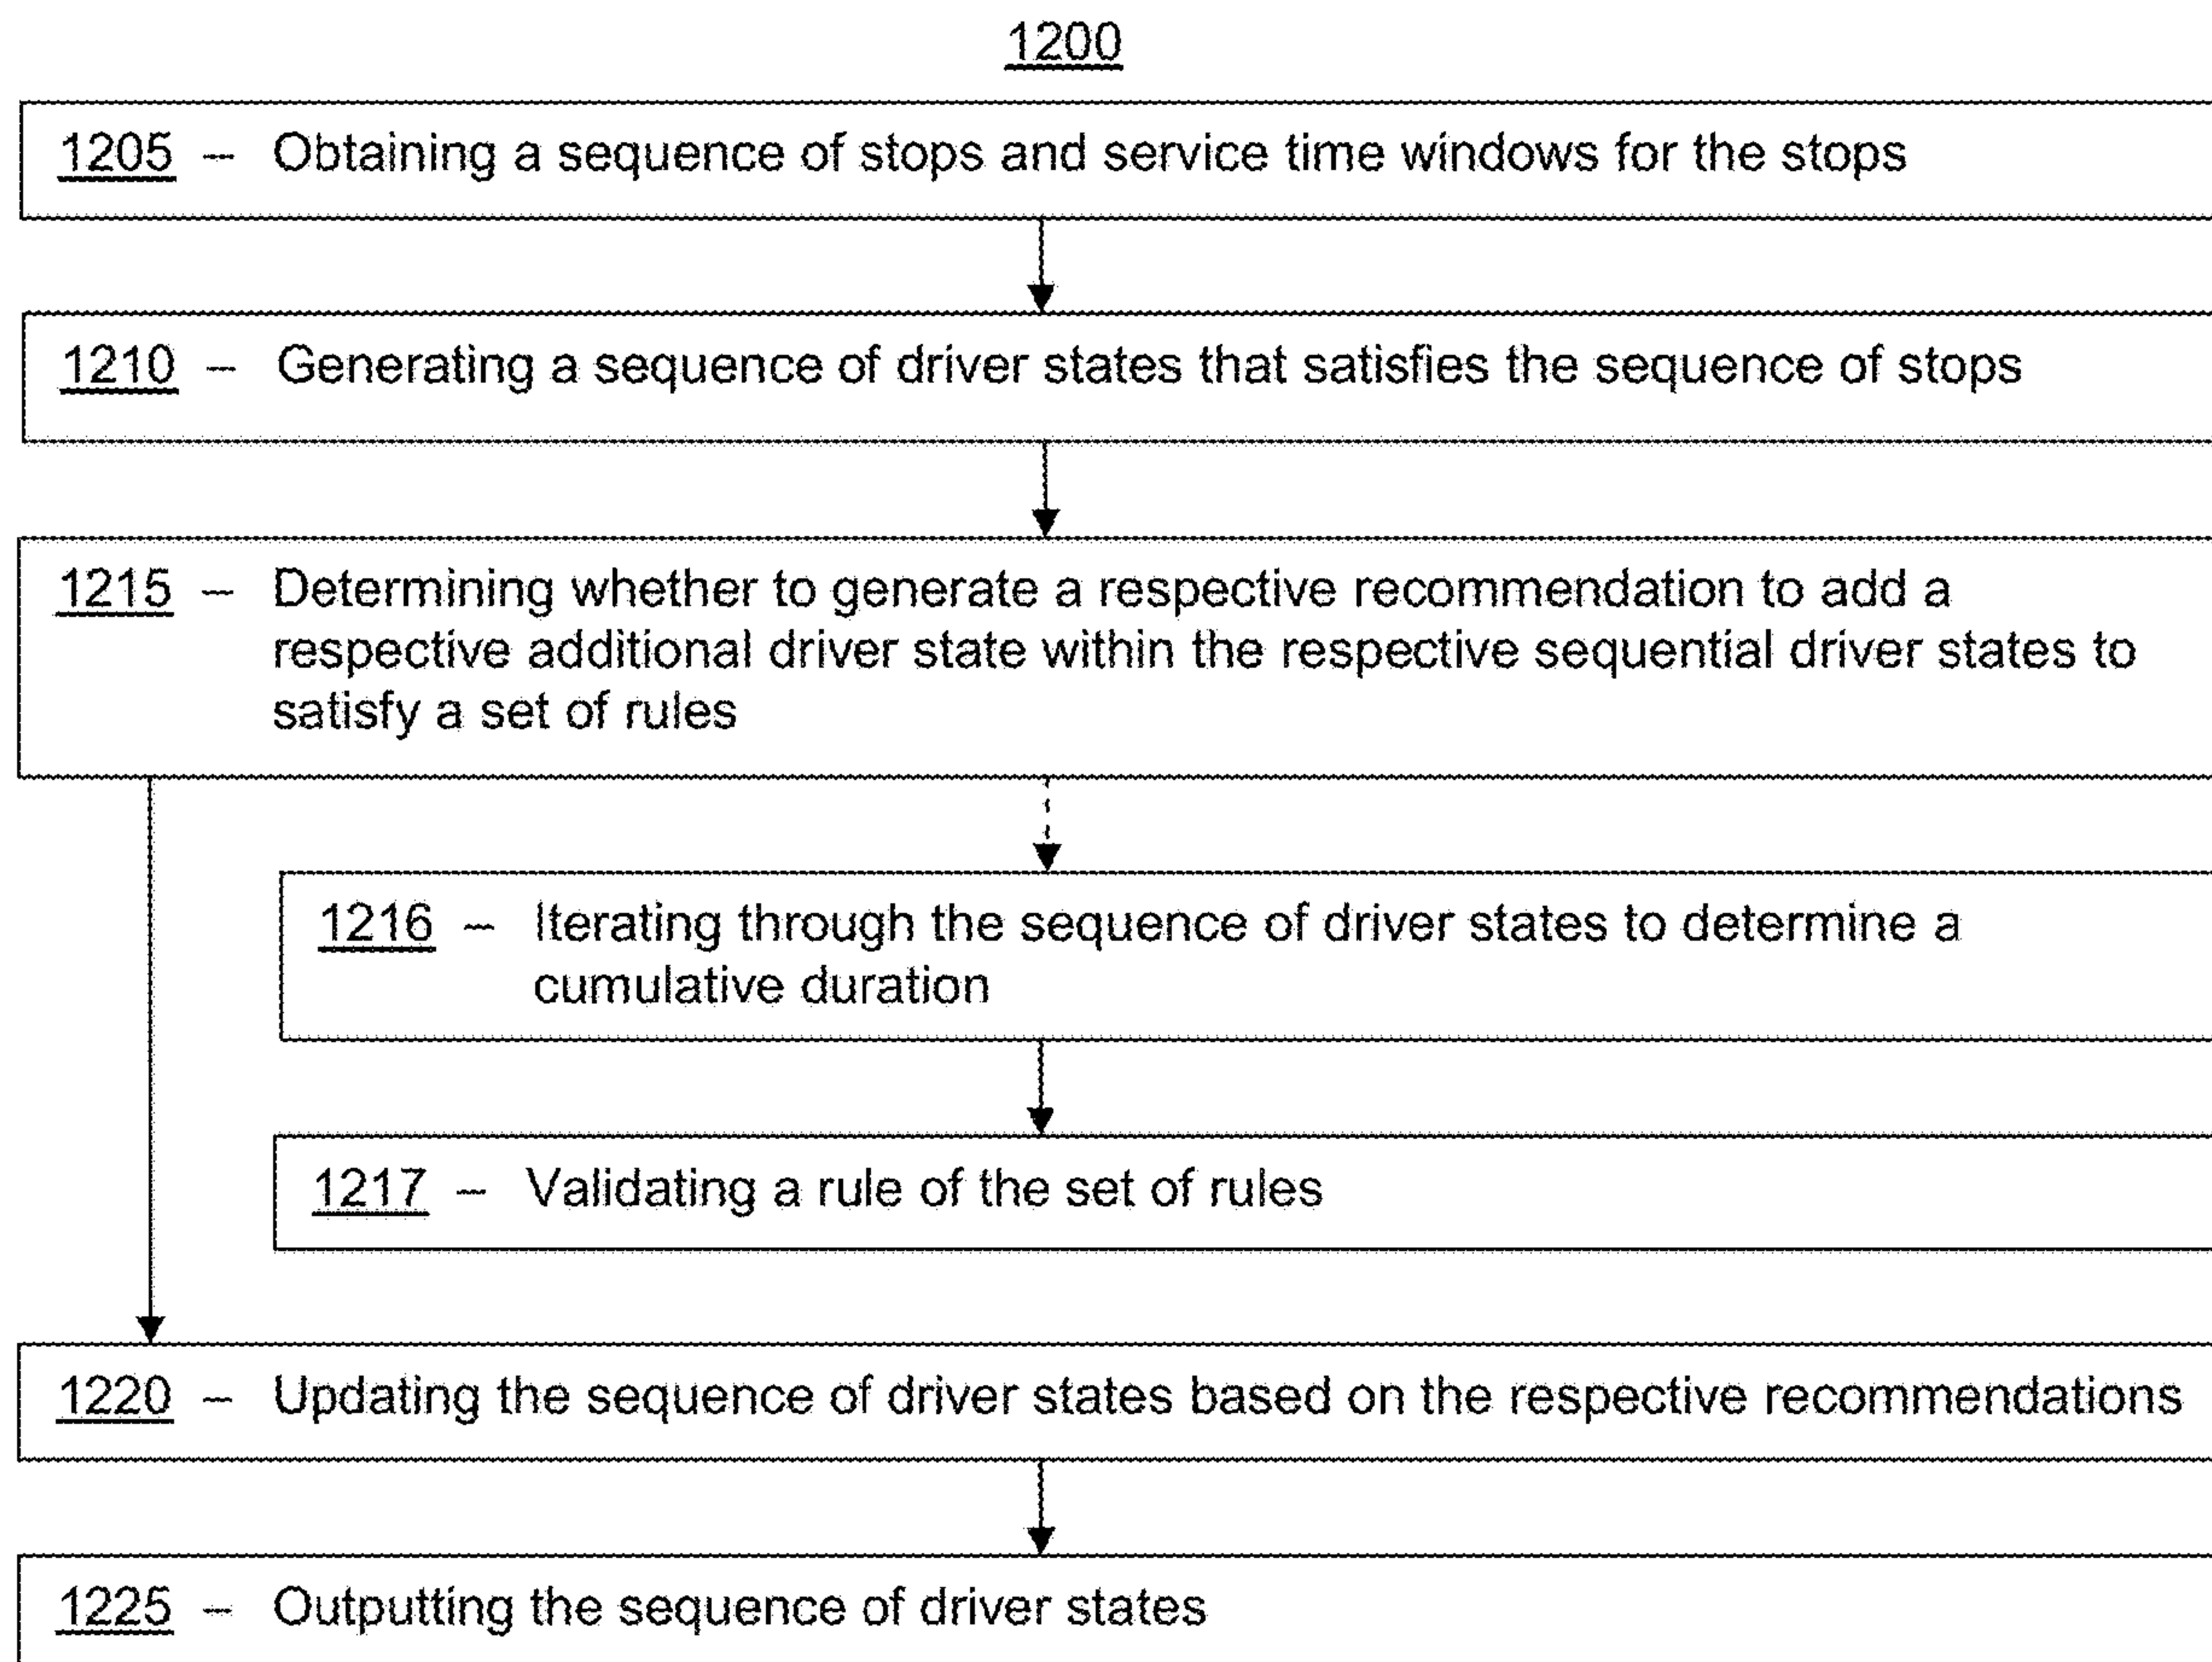 1200
1205 – Obtaining a sequence of stops and service time windows for the stops
1210 – Generating a sequence of driver states that satisfies the sequence of stops
1215 – Determining whether to generate a respective recommendation to add a
respective additional driver state within the respective sequential driver states to
satisfy a set of rules
1216 – Iterating through the sequence of driver states to determine a
cumulative duration
1217 – Validating a rule of the set of rules
1220 – Updating the sequence of driver states based on the respective recommendations
1225 – Outputting the sequence of driver states